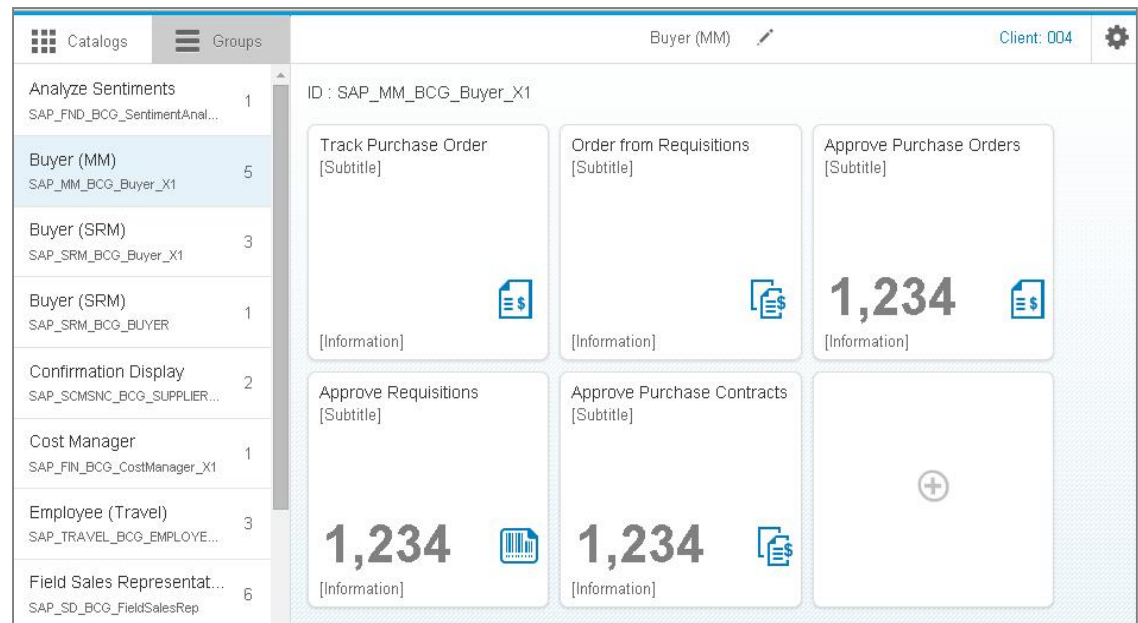 Catalogs
Groups
Buyer (MM)
Client: 004
Analyze Sentiments
SAP_FND_BCG_SentimentAnal...
1
Buyer (MM)
SAP_MM_BCG_Buyer_X1
5
Buyer (SRM)
SAP_SRM_BCG_Buyer_X1
3
Buyer (SRM)
SAP_SRM_BCG_BUYER
1
Confirmation Display
SAP_SCMSNC_BCG_SUPPLIER...
2
Cost Manager
SAP_FIN_BCG_CostManager_X1
1
Employee (Travel)
SAP_TRAVEL_BCG_EMPLOYE...
3
Field Sales Representat...
SAP_SD_BCG_FieldSalesRep
6
ID : SAP_MM_BCG_Buyer_X1
Track Purchase Order
[Subtitle]
[Information]
Order from Requisitions
[Subtitle]
[Information]
Approve Purchase Orders
[Subtitle]
1,234
[Information]
Approve Requisitions
[Subtitle]
1,234
[Information]
Approve Purchase Contracts
[Subtitle]
1,234
[Information]